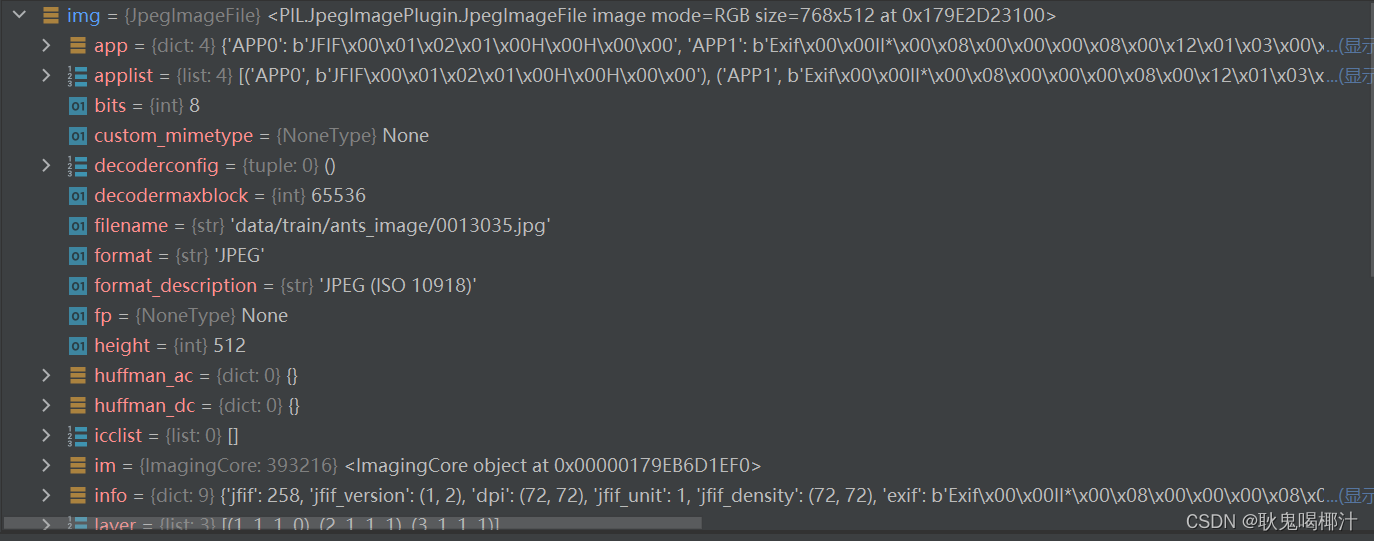 img = {JpegImageFile} <PIL.JpegImagePlugin.JpegImageFile image mode=RGB size=768x512 at 0x179E2D23100>
app = {dict: 4} {'APP0': b'JFIF\x00\x01\x02\x01\x00H\x00H\x00\x00', 'APP1': b'Exif\x00\x00II*\x00\x08\x00\x00\x00\x08\x00\x12\x01\x03\x00\x...(显示
applist = {list: 4} [('APP0', b'JFIF\x00\x01\x02\x01\x00H\x00H\x00\x00'), ('APP1', b'Exif\x00\x00II*\x00\x08\x00\x00\x00\x08\x00\x12\x01\x03\x...(显示
bits = {int} 8
custom_mimetype = {NoneType} None
decoderconfig = {tuple: 0} ()
decodermaxblock = {int} 65536
filename = {str} 'data/train/ants_image/0013035.jpg'
format = {str} 'JPEG'
format_description = {str} 'JPEG (ISO 10918)'
fp = {NoneType} None
height = {int} 512
huffman_ac = {dict: 0} {}
huffman_dc = {dict: 0} {}
icclist = {list: 0} []
im = {ImagingCore: 393216} <ImagingCore object at 0x00000179EB6D1EF0>
info = {dict: 9} {'jfif': 258, 'jfif_version': (1, 2), 'dpi': (72, 72), 'jfif_unit': 1, 'jfif_density': (72, 72), 'exif': b'Exif\x00\x00II*\x00\x08\x00\x00\x00\x08\x0...(显示
layer = {list: 3} [(1, 1, 1, 0), (2, 1, 1, 1), (3, 1, 1, 1)]
CSDN @耿鬼喝椰汁